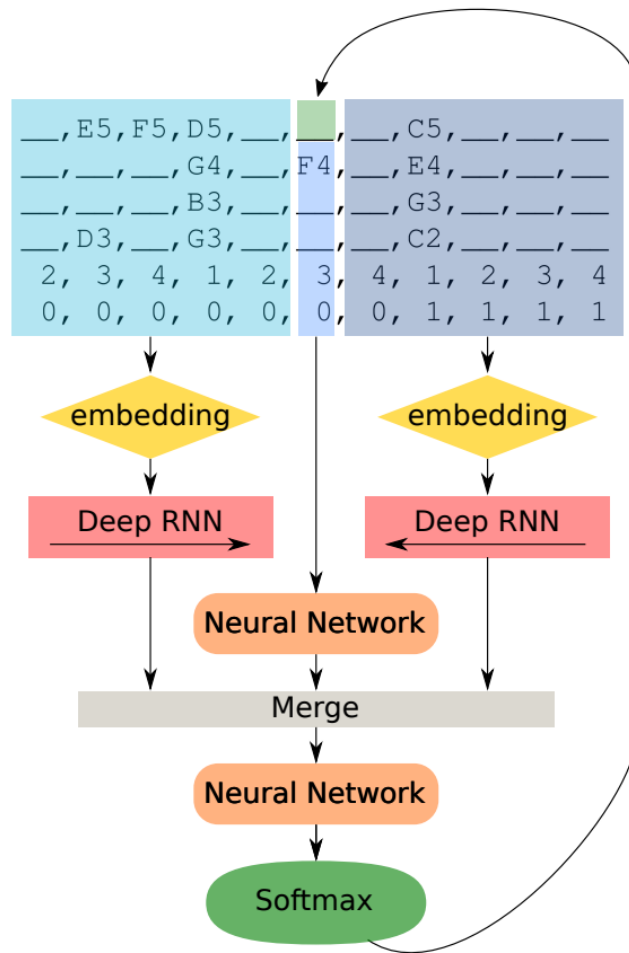 __,E5,F5,D5,__,__,__,C5,__,__,__
__,__,__,G4,__,F4,__,E4,__,__,__
__,__,__,B3,__,__,__,G3,__,__,__
__,D3,__,G3,__,__,__,C2,__,__,__
2, 3, 4, 1, 2, 3, 4, 1, 2, 3, 4
0, 0, 0, 0, 0, 0, 0, 1, 1, 1, 1
embedding embedding
Deep RNN Deep RNN
Neural Network
Merge
Neural Network
Softmax